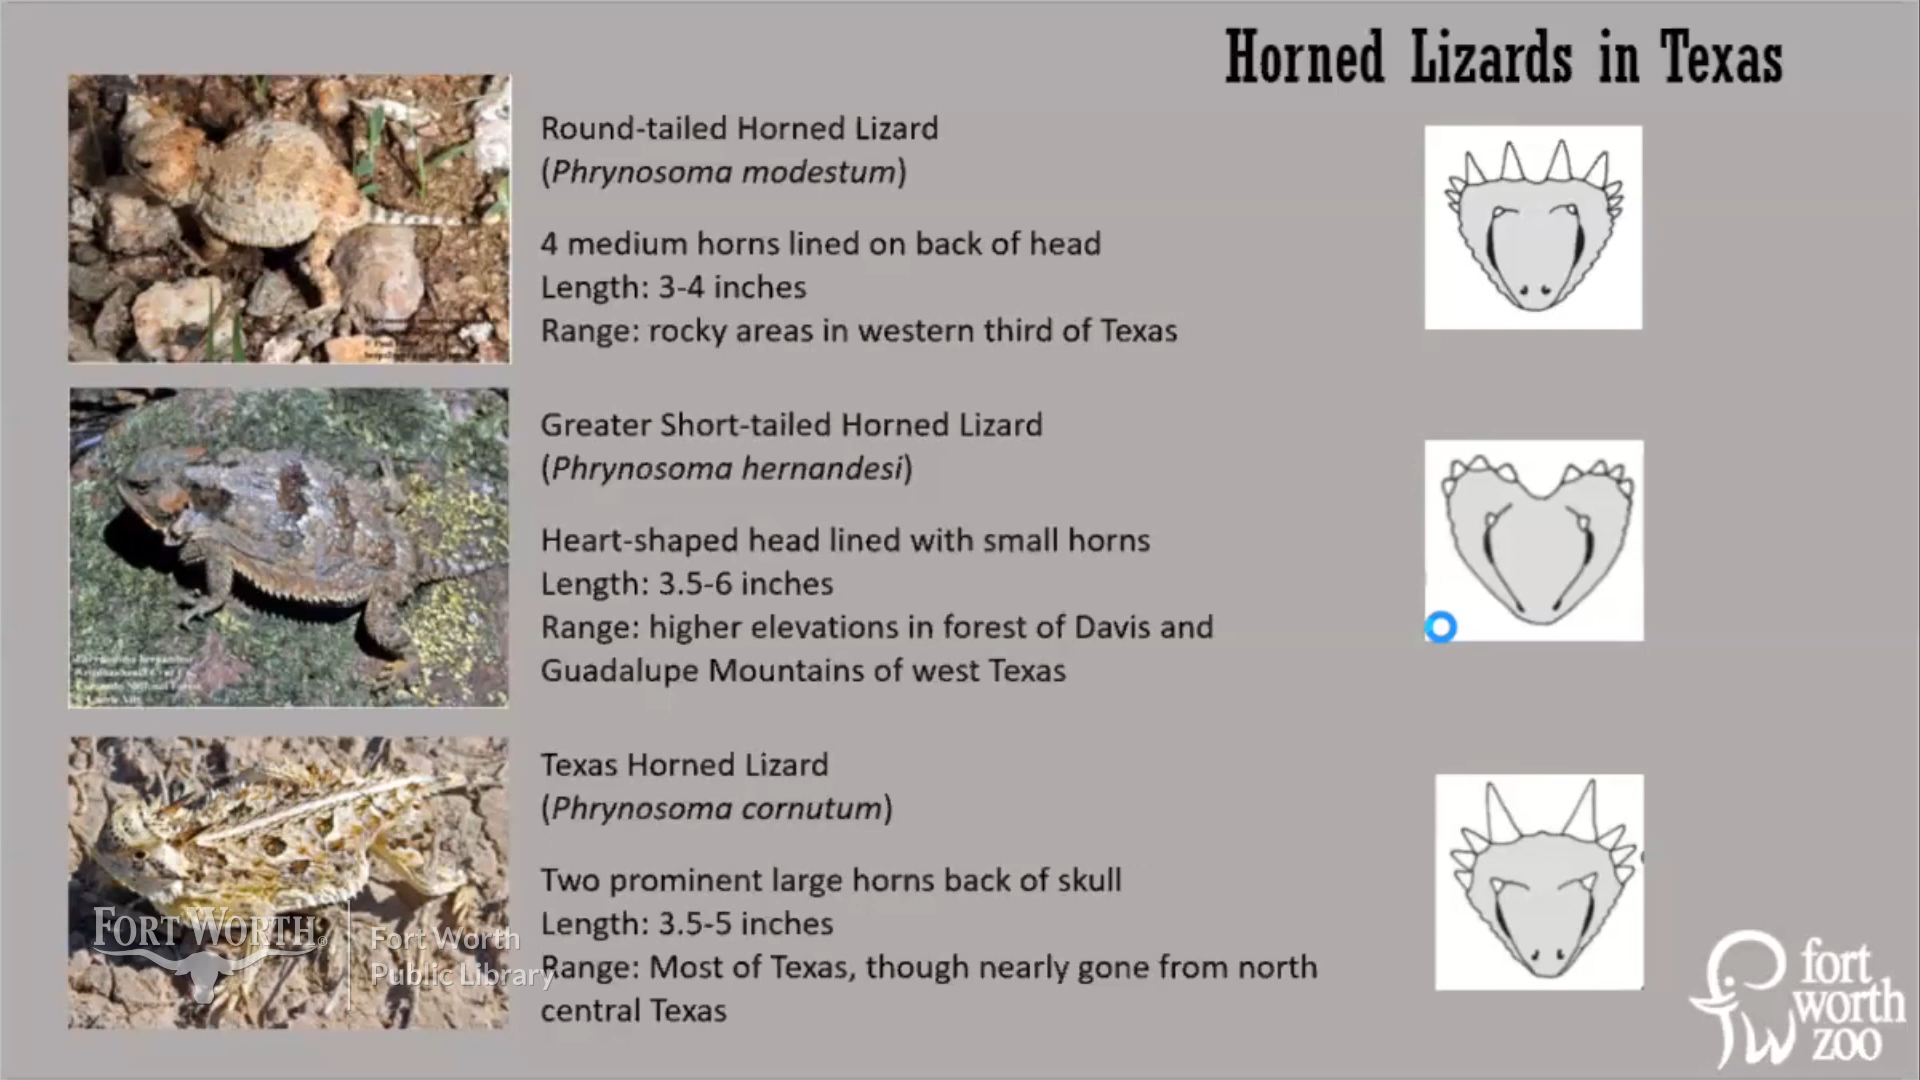 Horned Lizards in Texas
Round-tailed Horned Lizard
(Phrynosoma modestum)
4 medium horns lined on back of head
Length: 3-4 inches
Range: rocky areas in western third of Texas
Greater Short-tailed Horned Lizard
(Phrynosoma hernandesi)
Heart-shaped head lined with small horns
Length: 3.5-6 inches
Range: higher elevations in forest of Davis and
Guadalupe Mountains of west Texas
Texas Horned Lizard
(Phrynosoma cornutum)
Two prominent large horns back of skull
Length: 3.5-5 inches
Range: Most of Texas, though nearly gone from north
central Texas
FORT WORTH®
Fort Worth
Public Library
fort
worth
zoo